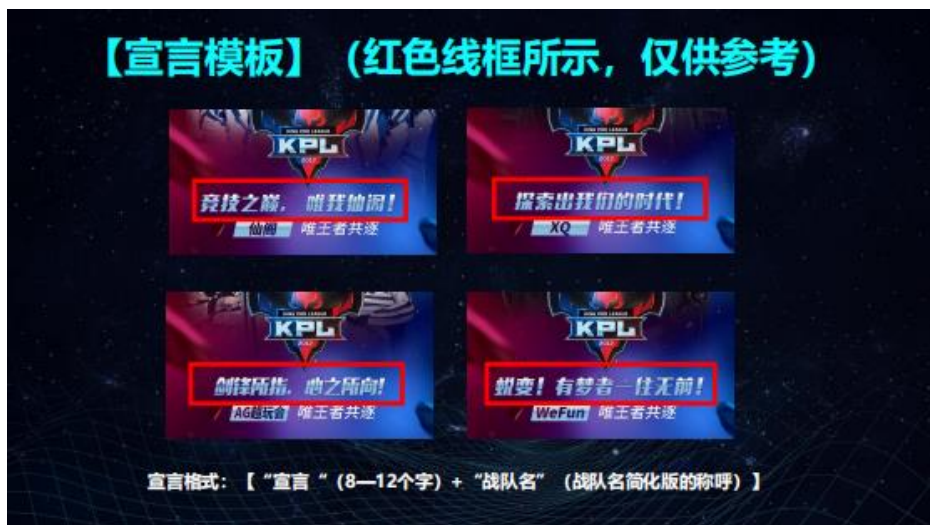 【宣言模板】（红色线框所示，仅供参考）
KPL
竞技之巅，唯我仙阁！
仙阁 唯王者共逐
KPL
探索出我们的时代！
XQ 唯王者共逐
KPL
剑锋所指，心之所向！
AG超玩会 唯王者共逐
KPL
蜕变！有梦者一往无前！
WeFun 唯王者共逐
宣言格式：【“宣言“（8—12个字）+“战队名”（战队名简化版的称呼）】